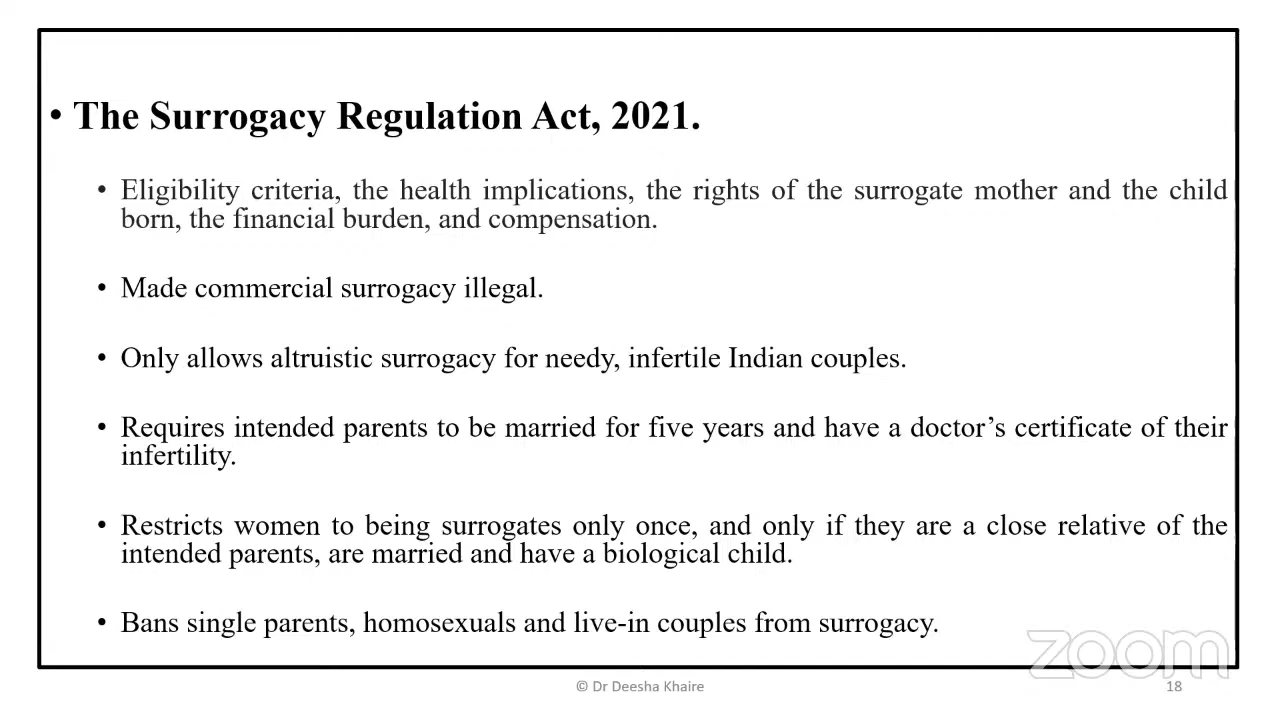 • The Surrogacy Regulation Act, 2021.
• Eligibility criteria, the health implications, the rights of the surrogate mother and the child
born, the financial burden, and compensation.
• Made commercial surrogacy illegal.
• Only allows altruistic surrogacy for needy, infertile Indian couples.
• Requires intended parents to be married for five years and have a doctor’s certificate of their
infertility.
• Restricts women to being surrogates only once, and only if they are a close relative of the
intended parents, are married and have a biological child.
• Bans single parents, homosexuals and live-in couples from surrogacy.
zoom
© Dr Deesha Khaire
18